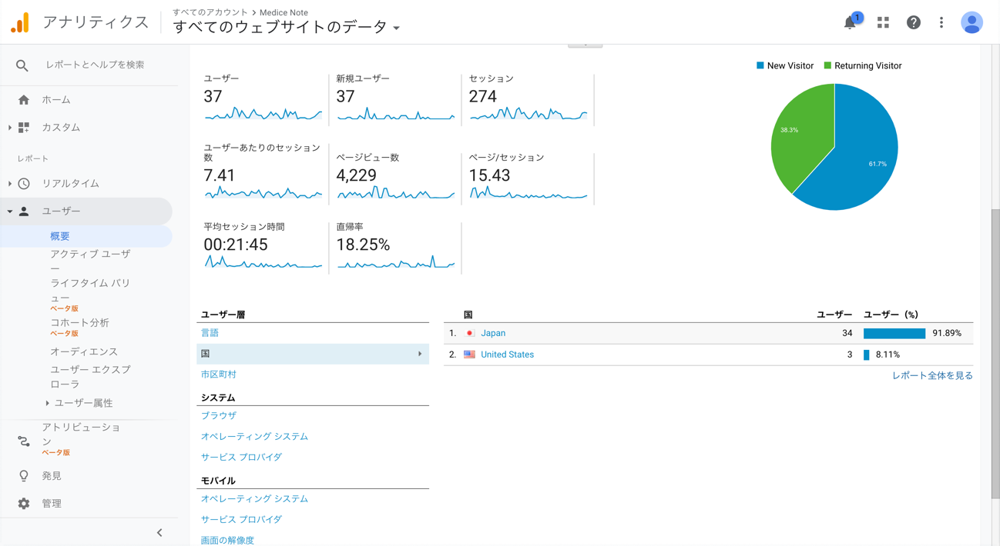 アナリティクス
すべてのアカウント > Medice Note
すべてのウェブサイトのデータ
1
レポートとヘルプを検索
ホーム
カスタム
レポート
リアルタイム
ユーザー
概要
アクティブ ユーザ
ー
ライフタイム バリ
ュー
ベータ版
コホート分析
ベータ版
オーディエンス
ユーザー エクスプ
ローラ
ユーザー属性
アトリビューショ
ン
ベータ版
発見
管理
ユーザー
37
新規ユーザー
37
セッション
274
ユーザーあたりのセッション
数
7.41
ページビュー数
4,229
ページ/セッション
15.43
平均セッション時間
00:21:45
直帰率
18.25%
New Visitor Returning Visitor
38.3%
61.7%
ユーザー層
言語
国
市区町村
システム
ブラウザ
オペレーティング システム
サービス プロバイダ
モバイル
オペレーティング システム
サービス プロバイダ
画面の解像度
国 ユーザー ユーザー（%）
1. Japan 34 91.89%
2. United States 3 8.11%
レポート全体を見る